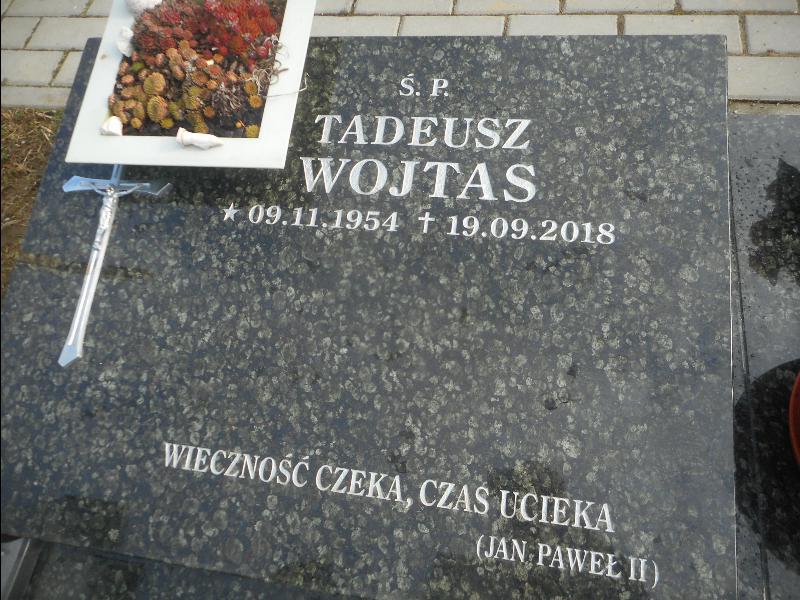 Ś. P.
TADEUSZ
WOJTAS
★ 09.11.1954 ✝ 19.09.2018
WIECZNOŚĆ CZEKA, CZAS UCIEKA
(JAN PAWEŁ II)